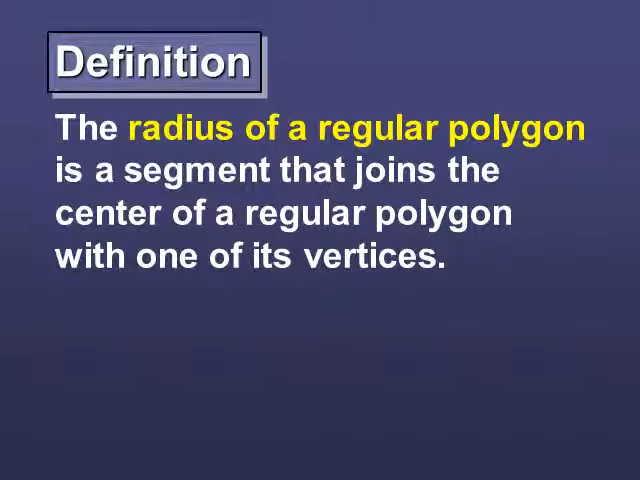 Definition
The radius of a regular polygon
is a segment that joins the
center of a regular polygon
with one of its vertices.